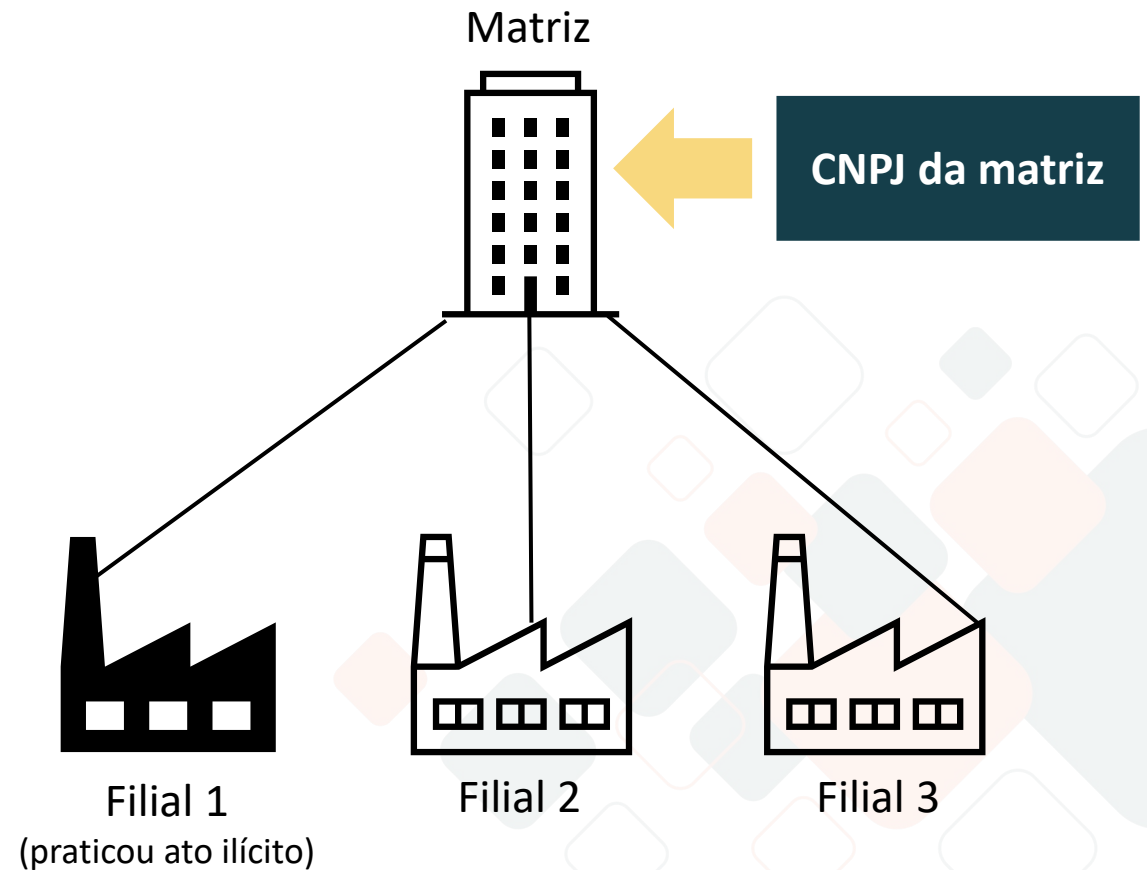 Matriz
CNPJ da matriz
Filial 1
(praticou ato ilícito)
Filial 2
Filial 3